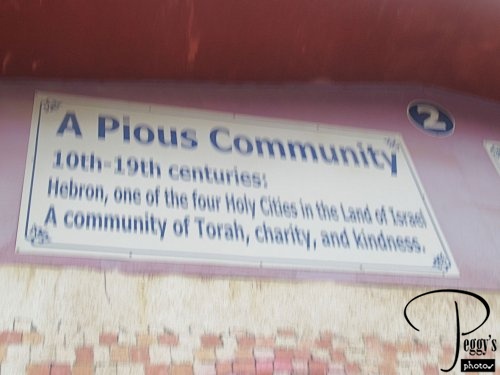 A Pious Community
2
10th-19th centuries:
Hebron, one of the four Holy Cities in the Land of Israel
A community of Torah, charity, and kindness.
Peggy's
photos